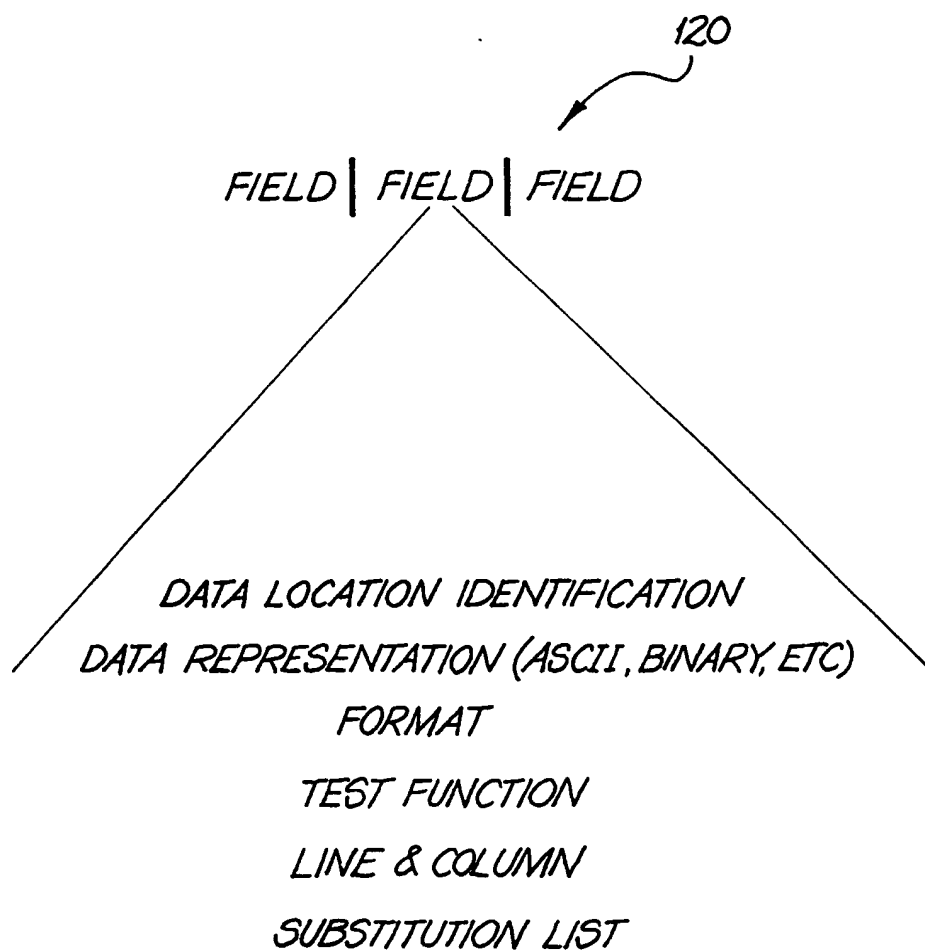 120
FIELD | FIELD | FIELD
DATA LOCATION IDENTIFICATION
DATA REPRESENTATION (ASCII, BINARY, ETC)
FORMAT
TEST FUNCTION
LINE & COLUMN
SUBSTITUTION LIST